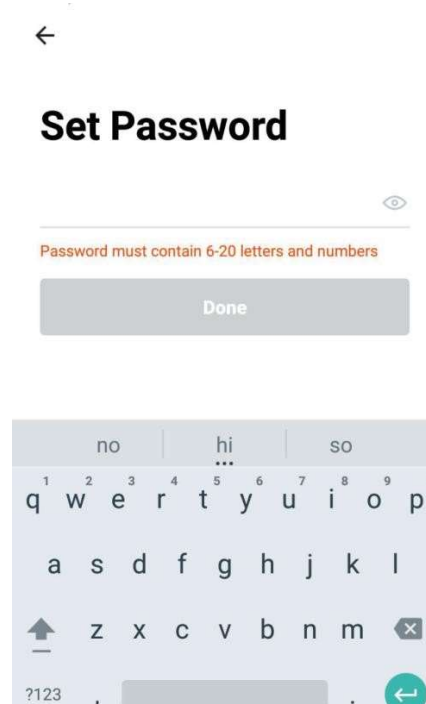 Set Password
Password must contain 6-20 letters and numbers
Done
no hi so
1 2 3 4 5 6 7 8 9
q w e r t y u i o p
a s d f g h j k l
z x c v b n m
?123 , .